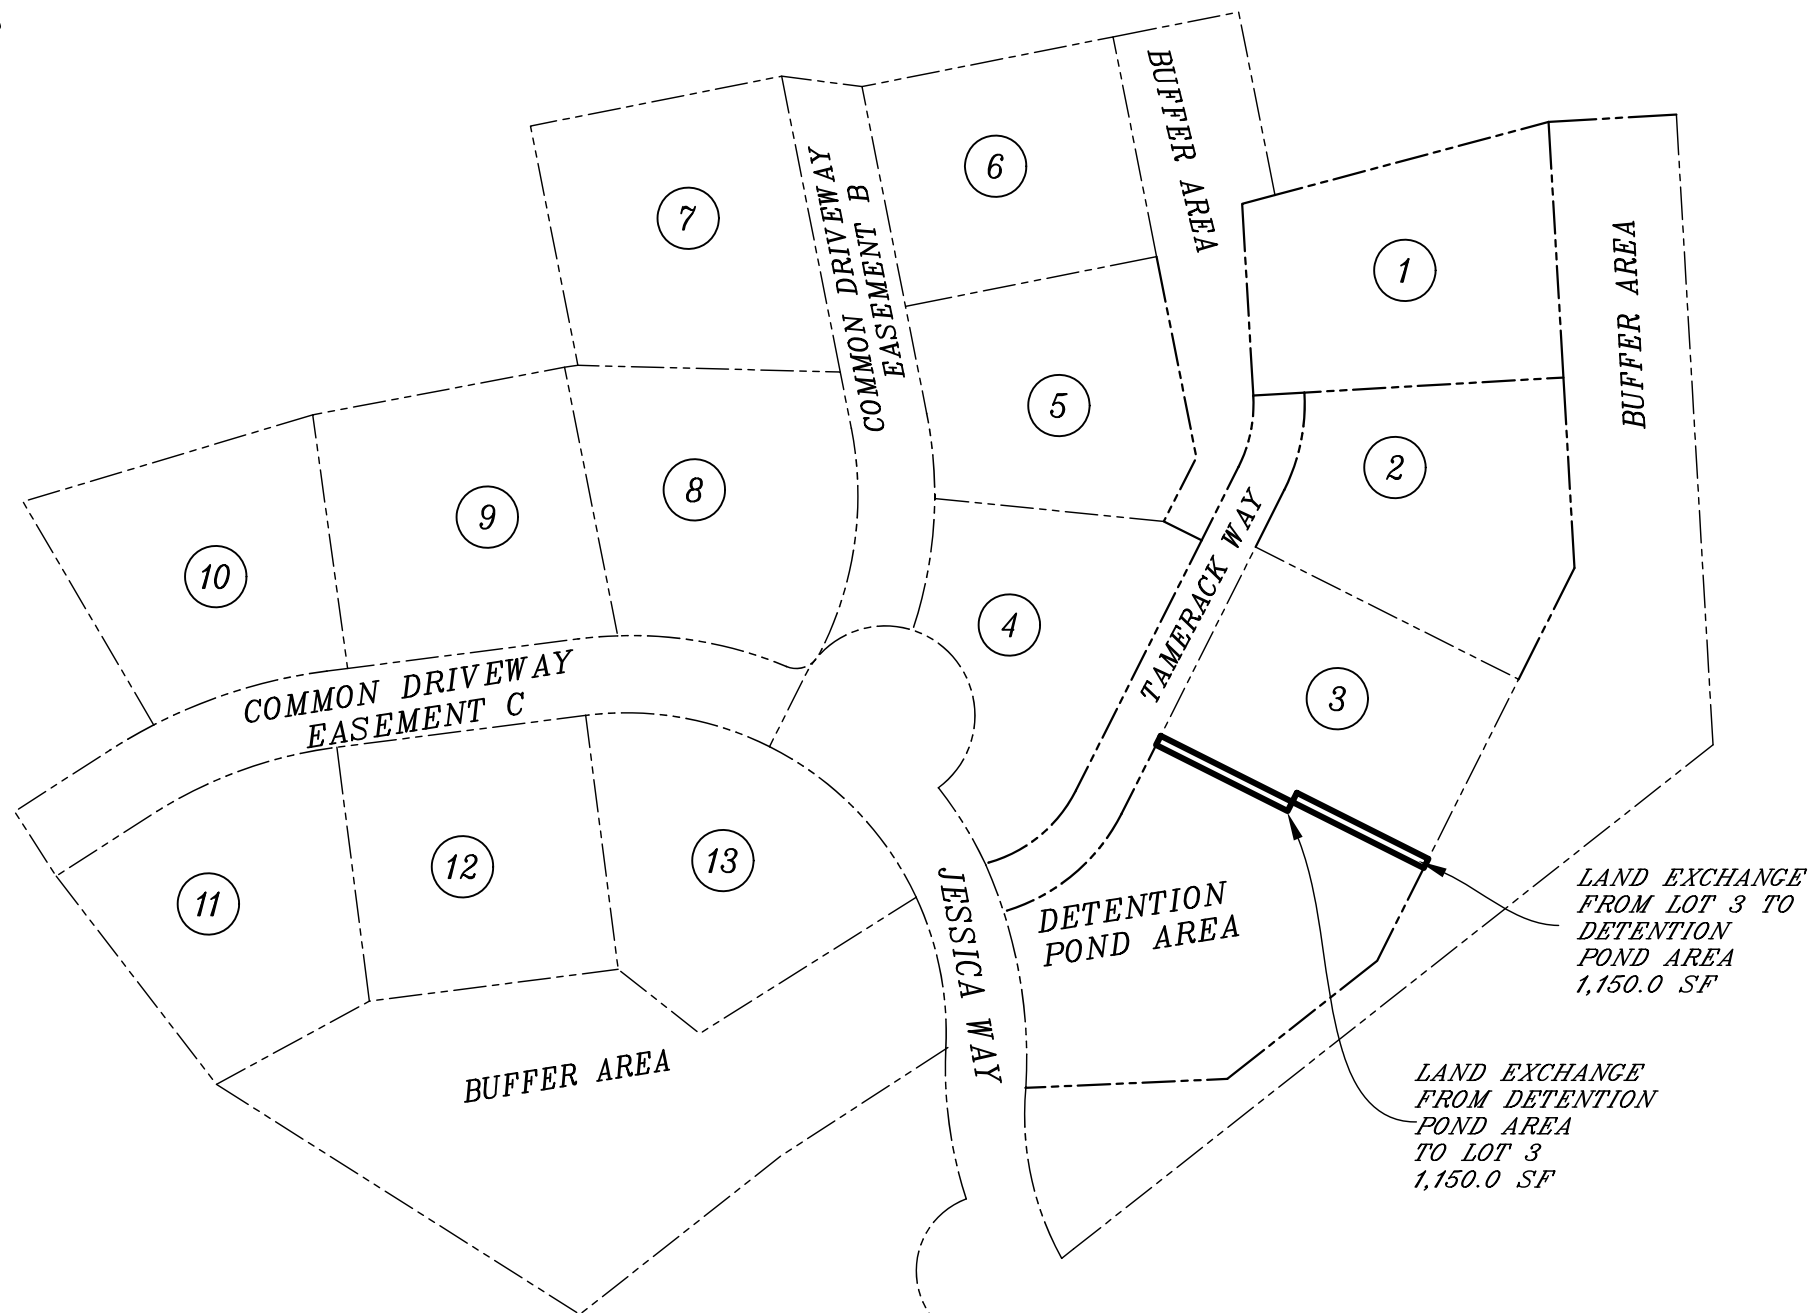 BUFFER AREA
6
7
COMMON DRIVEWAY
EASEMENT B
1
BUFFER AREA
5
2
8
9
10
TAMERACK WAY
4
COMMON DRIVEWAY
EASEMENT C
3
13
12
11
JESSICA WAY
DETENTION
POND AREA
LAND EXCHANGE
FROM LOT 3 TO
DETENTION
POND AREA
1,150.0 SF
BUFFER AREA
LAND EXCHANGE
FROM DETENTION
POND AREA
TO LOT 3
1,150.0 SF